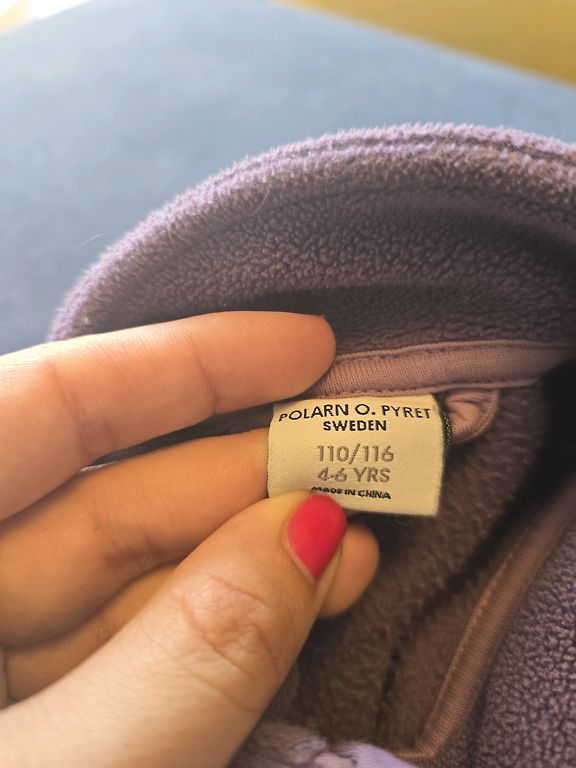 POLARN O. PYRET
SWEDEN
110/116
4-6 YRS
MADE IN CHINA